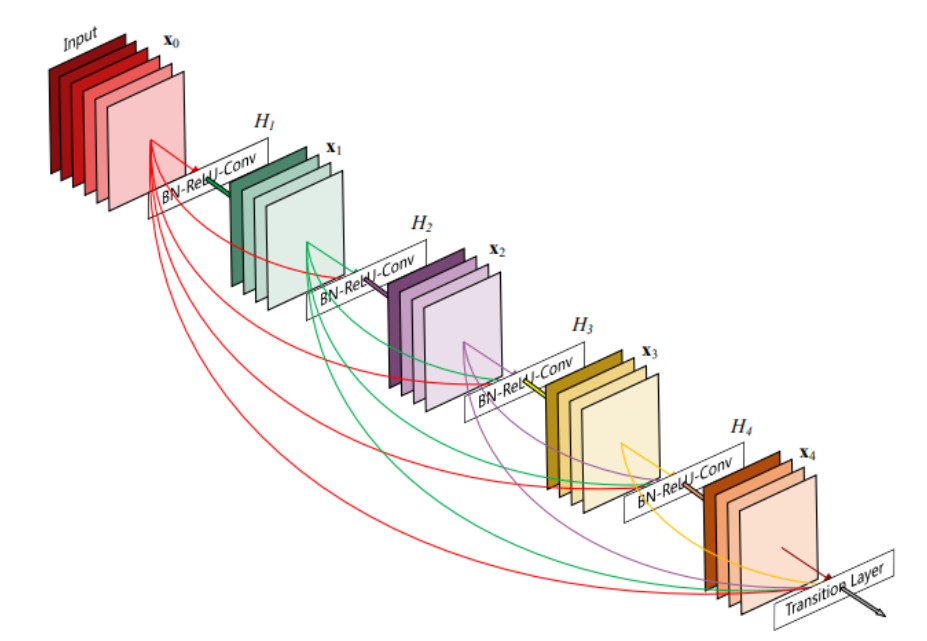 Input
x₀
H₁
BN-ReLU-Conv
x₁
H₂
BN-ReLU-Conv
x₂
H₃
BN-ReLU-Conv
x₃
H₄
BN-ReLU-Conv
x₄
Transition Layer